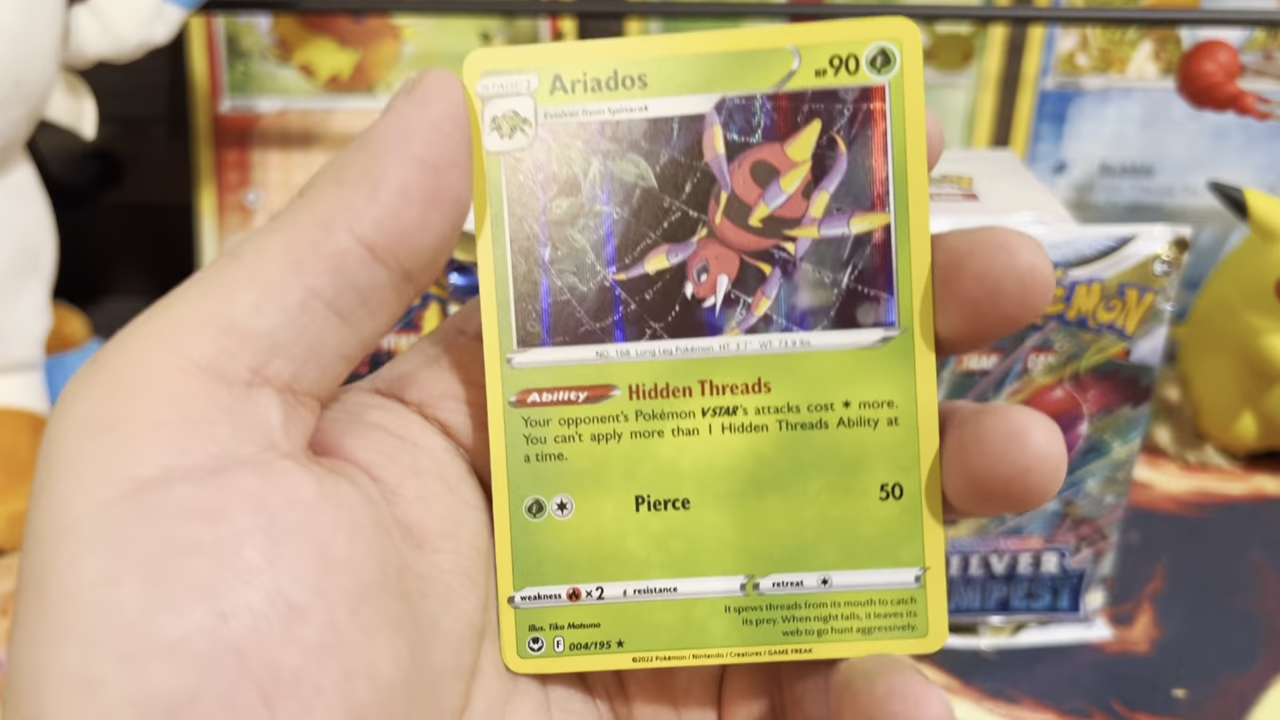 STAGE 1
Ariados
HP 90
Evolves from Spinarak
NO. 168 Long Leg Pokémon HT: 3'7" WT: 73.9 lbs.
Ability Hidden Threads
Your opponent's Pokémon VSTAR's attacks cost ✶ more.
You can't apply more than 1 Hidden Threads Ability at
a time.
Pierce 50
weakness ×2 resistance retreat
It spews threads from its mouth to catch
its prey. When night falls, it leaves its
web to go hunt aggressively.
Illus. Tika Matsuno
F 004/195 ★
©2022 Pokémon / Nintendo / Creatures / GAME FREAK
EMON
ILVER
MPEST